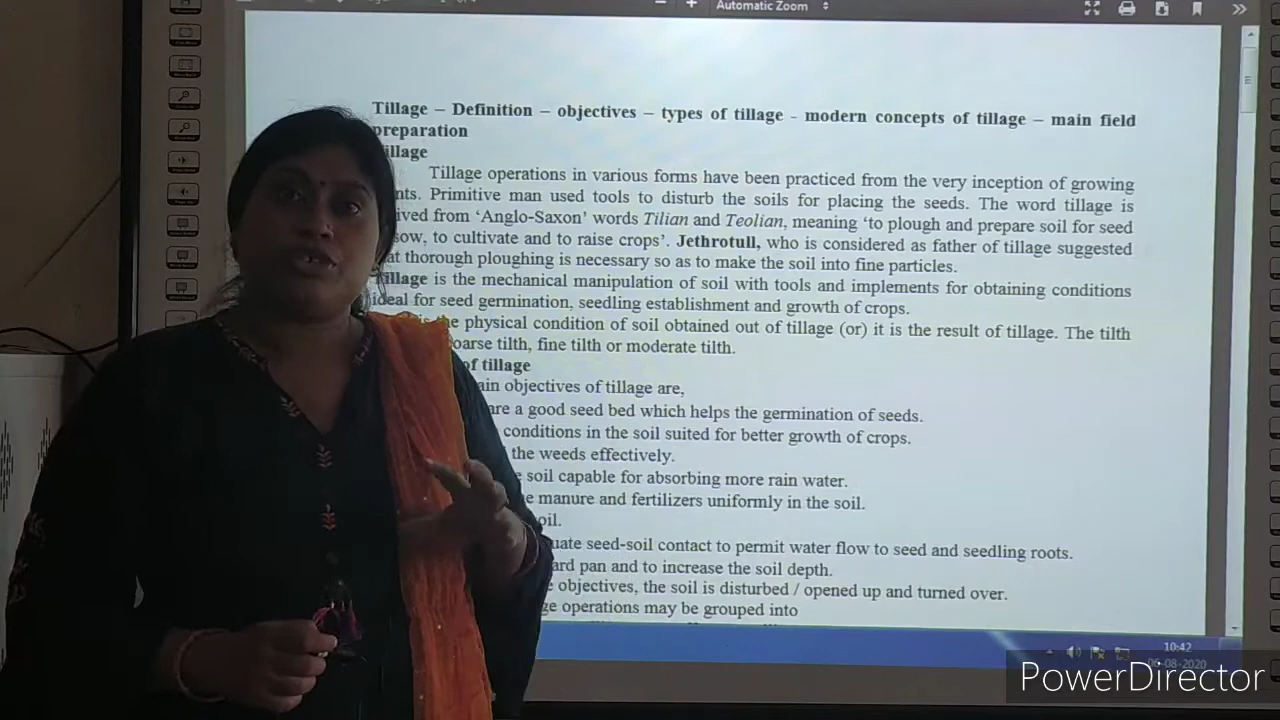 Automatic Zoom
Tillage – Definition – objectives – types of tillage - modern concepts of tillage – main field
preparation
illage
Tillage operations in various forms have been practiced from the very inception of growing
nts. Primitive man used tools to disturb the soils for placing the seeds. The word tillage is
ived from ‘Anglo-Saxon’ words Tilian and Teolian, meaning ‘to plough and prepare soil for seed
sow, to cultivate and to raise crops’. Jethrotull, who is considered as father of tillage suggested
at thorough ploughing is necessary so as to make the soil into fine particles.
illage is the mechanical manipulation of soil with tools and implements for obtaining conditions
ideal for seed germination, seedling establishment and growth of crops.
is the physical condition of soil obtained out of tillage (or) it is the result of tillage. The tilth
oarse tilth, fine tilth or moderate tilth.
of tillage
ain objectives of tillage are,
are a good seed bed which helps the germination of seeds.
conditions in the soil suited for better growth of crops.
the weeds effectively.
e soil capable for absorbing more rain water.
e manure and fertilizers uniformly in the soil.
oil.
uate seed-soil contact to permit water flow to seed and seedling roots.
ard pan and to increase the soil depth.
e objectives, the soil is disturbed / opened up and turned over.
ge operations may be grouped into
10:42
06-08-2020
PowerDirector